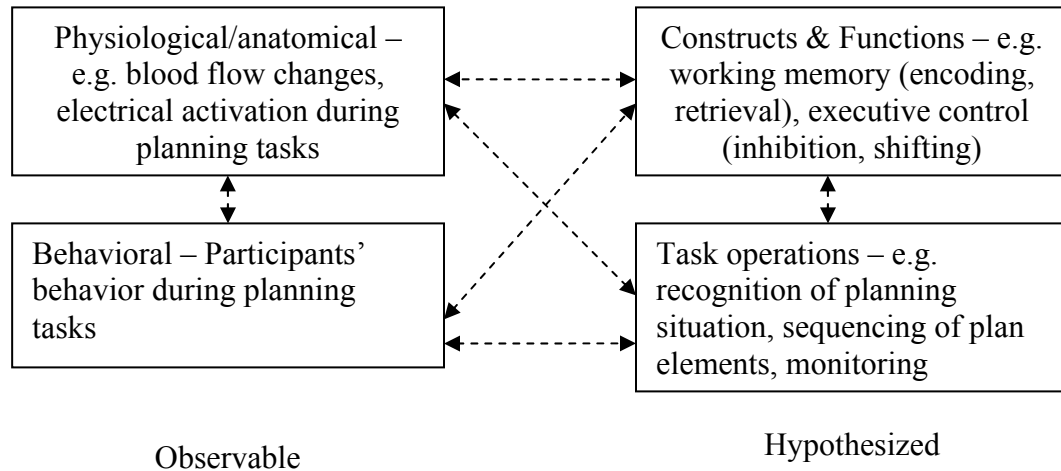 Physiological/anatomical –
e.g. blood flow changes,
electrical activation during
planning tasks
Constructs & Functions – e.g.
working memory (encoding,
retrieval), executive control
(inhibition, shifting)
Behavioral – Participants’
behavior during planning
tasks
Task operations – e.g.
recognition of planning
situation, sequencing of plan
elements, monitoring
Observable
Hypothesized